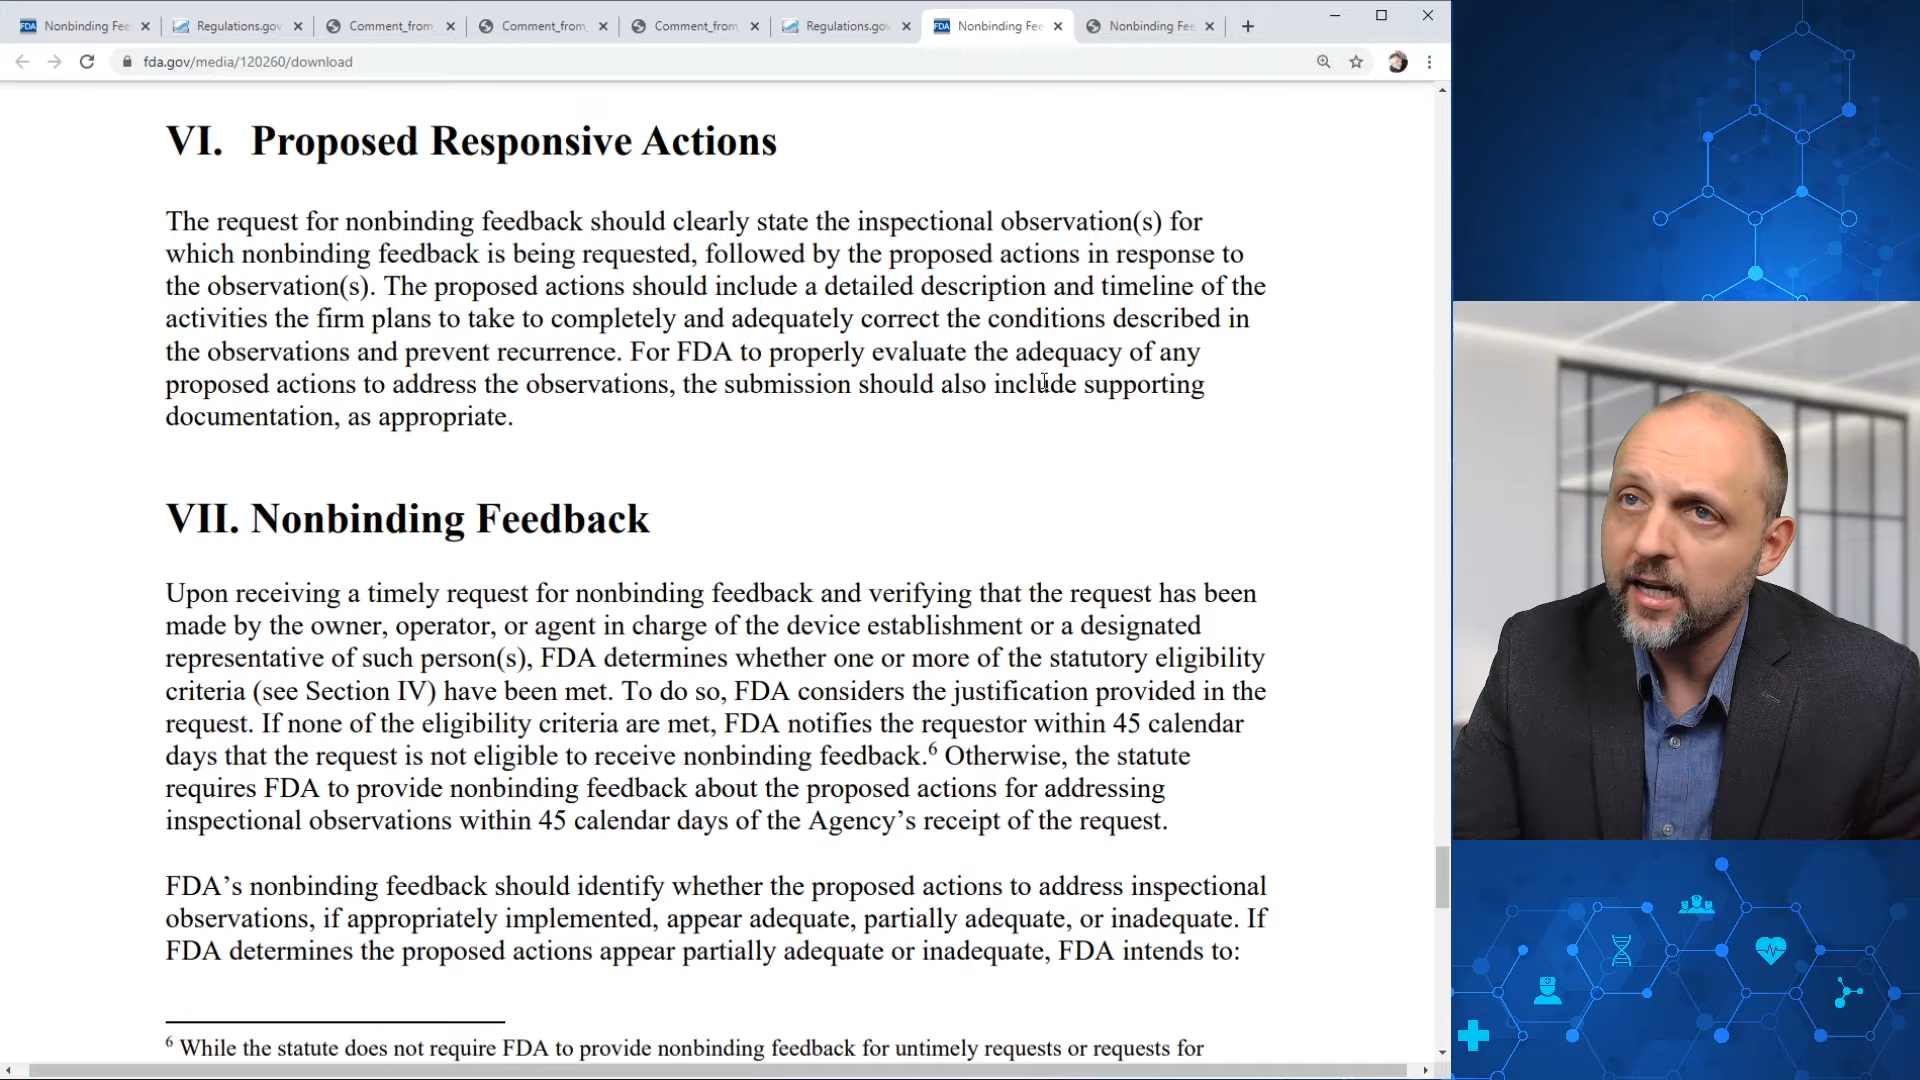 FDA Nonbinding Fee
Regulations.gov
Comment_from_
Comment_from_
Comment_from_
Regulations.gov
FDA Nonbinding Fee
Nonbinding Fee
fda.gov/media/120260/download
VI. Proposed Responsive Actions
The request for nonbinding feedback should clearly state the inspectional observation(s) for
which nonbinding feedback is being requested, followed by the proposed actions in response to
the observation(s). The proposed actions should include a detailed description and timeline of the
activities the firm plans to take to completely and adequately correct the conditions described in
the observations and prevent recurrence. For FDA to properly evaluate the adequacy of any
proposed actions to address the observations, the submission should also include supporting
documentation, as appropriate.
VII. Nonbinding Feedback
Upon receiving a timely request for nonbinding feedback and verifying that the request has been
made by the owner, operator, or agent in charge of the device establishment or a designated
representative of such person(s), FDA determines whether one or more of the statutory eligibility
criteria (see Section IV) have been met. To do so, FDA considers the justification provided in the
request. If none of the eligibility criteria are met, FDA notifies the requestor within 45 calendar
days that the request is not eligible to receive nonbinding feedback.6 Otherwise, the statute
requires FDA to provide nonbinding feedback about the proposed actions for addressing
inspectional observations within 45 calendar days of the Agency’s receipt of the request.
FDA’s nonbinding feedback should identify whether the proposed actions to address inspectional
observations, if appropriately implemented, appear adequate, partially adequate, or inadequate. If
FDA determines the proposed actions appear partially adequate or inadequate, FDA intends to:
6 While the statute does not require FDA to provide nonbinding feedback for untimely requests or requests for